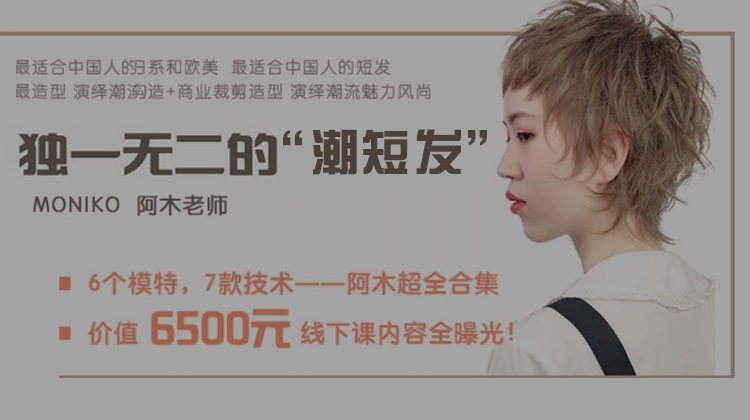 最适合中国人的日系和欧美 最适合中国人的短发
最造型 演绎潮流沟造+商业裁剪造型 演绎潮流魅力风尚
独一无二的“潮短发”
MONIKO 阿木老师
6个模特，7款技术——阿木超全合集
价值 6500元 线下课内容全曝光！